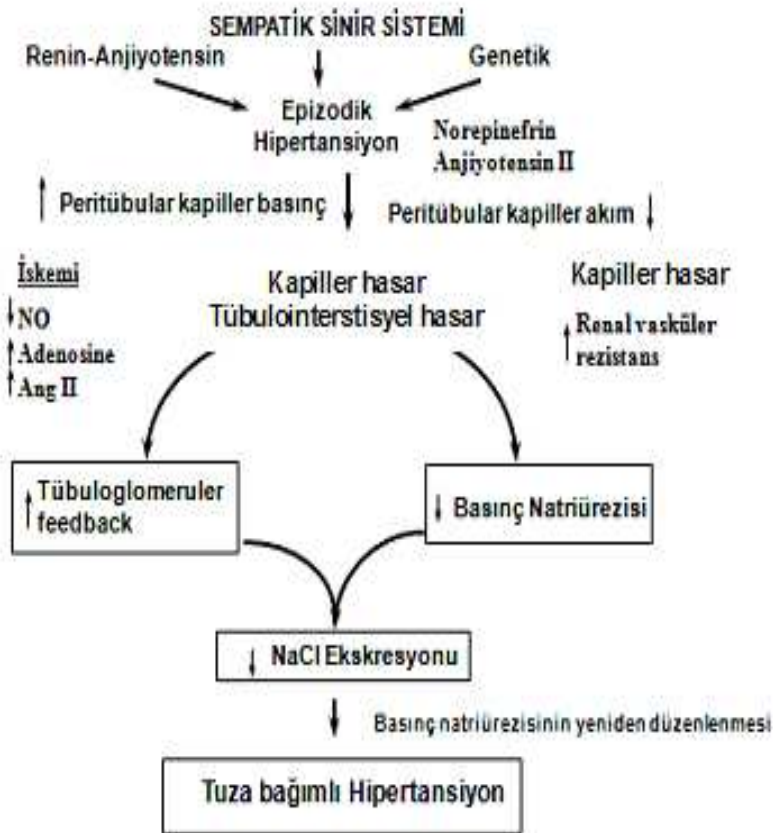 SEMPATİK SİNİR SİSTEMİ
Renin-Anjiyotensin
Genetik
Epizodik
Hipertansiyon
Norepinefrin
Anjiyotensin II
↑ Peritübular kapiller basınç
Peritübular kapiller akım ↓
İskemi
↓NO
↑Adenosine
↑Ang II
Kapiller hasar
Tübulointerstisyel hasar
Kapiller hasar
↑ Renal vasküler
rezistans
↑ Tübuloglomeruler
feedback
↓ Basınç Natriürezisi
↓ NaCl Ekskresyonu
Basınç natriürezisinin yeniden düzenlenmesi
Tuza bağımlı Hipertansiyon